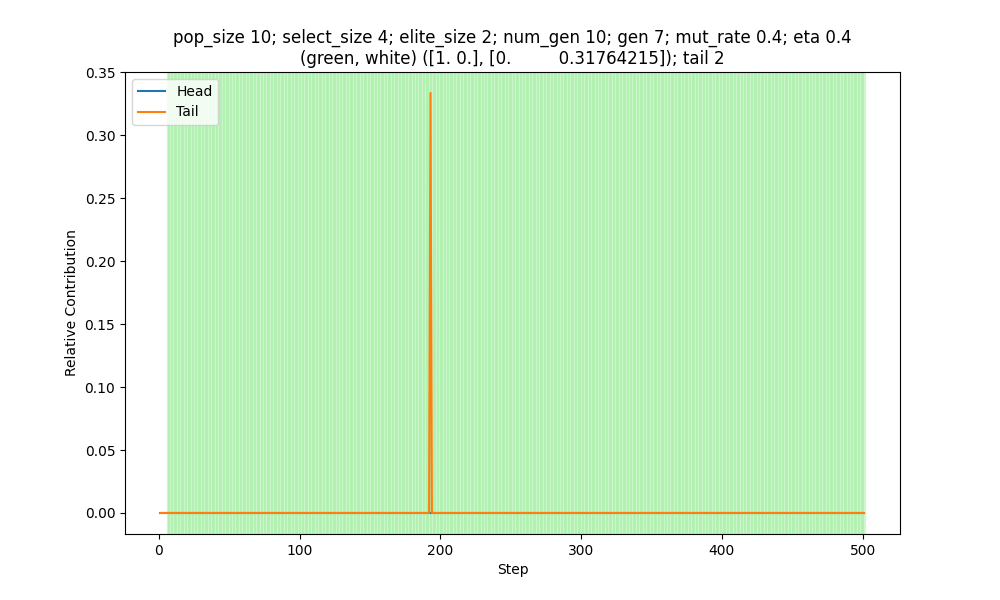 pop_size 10; select_size 4; elite_size 2; num_gen 10; gen 7; mut_rate 0.4; eta 0.4
(green, white) ([1. 0.], [0.         0.31764215]); tail 2
Head
Tail
0.35
0.30
0.25
0.20
0.15
0.10
0.05
0.00
Relative Contribution
0
100
200
300
400
500
Step